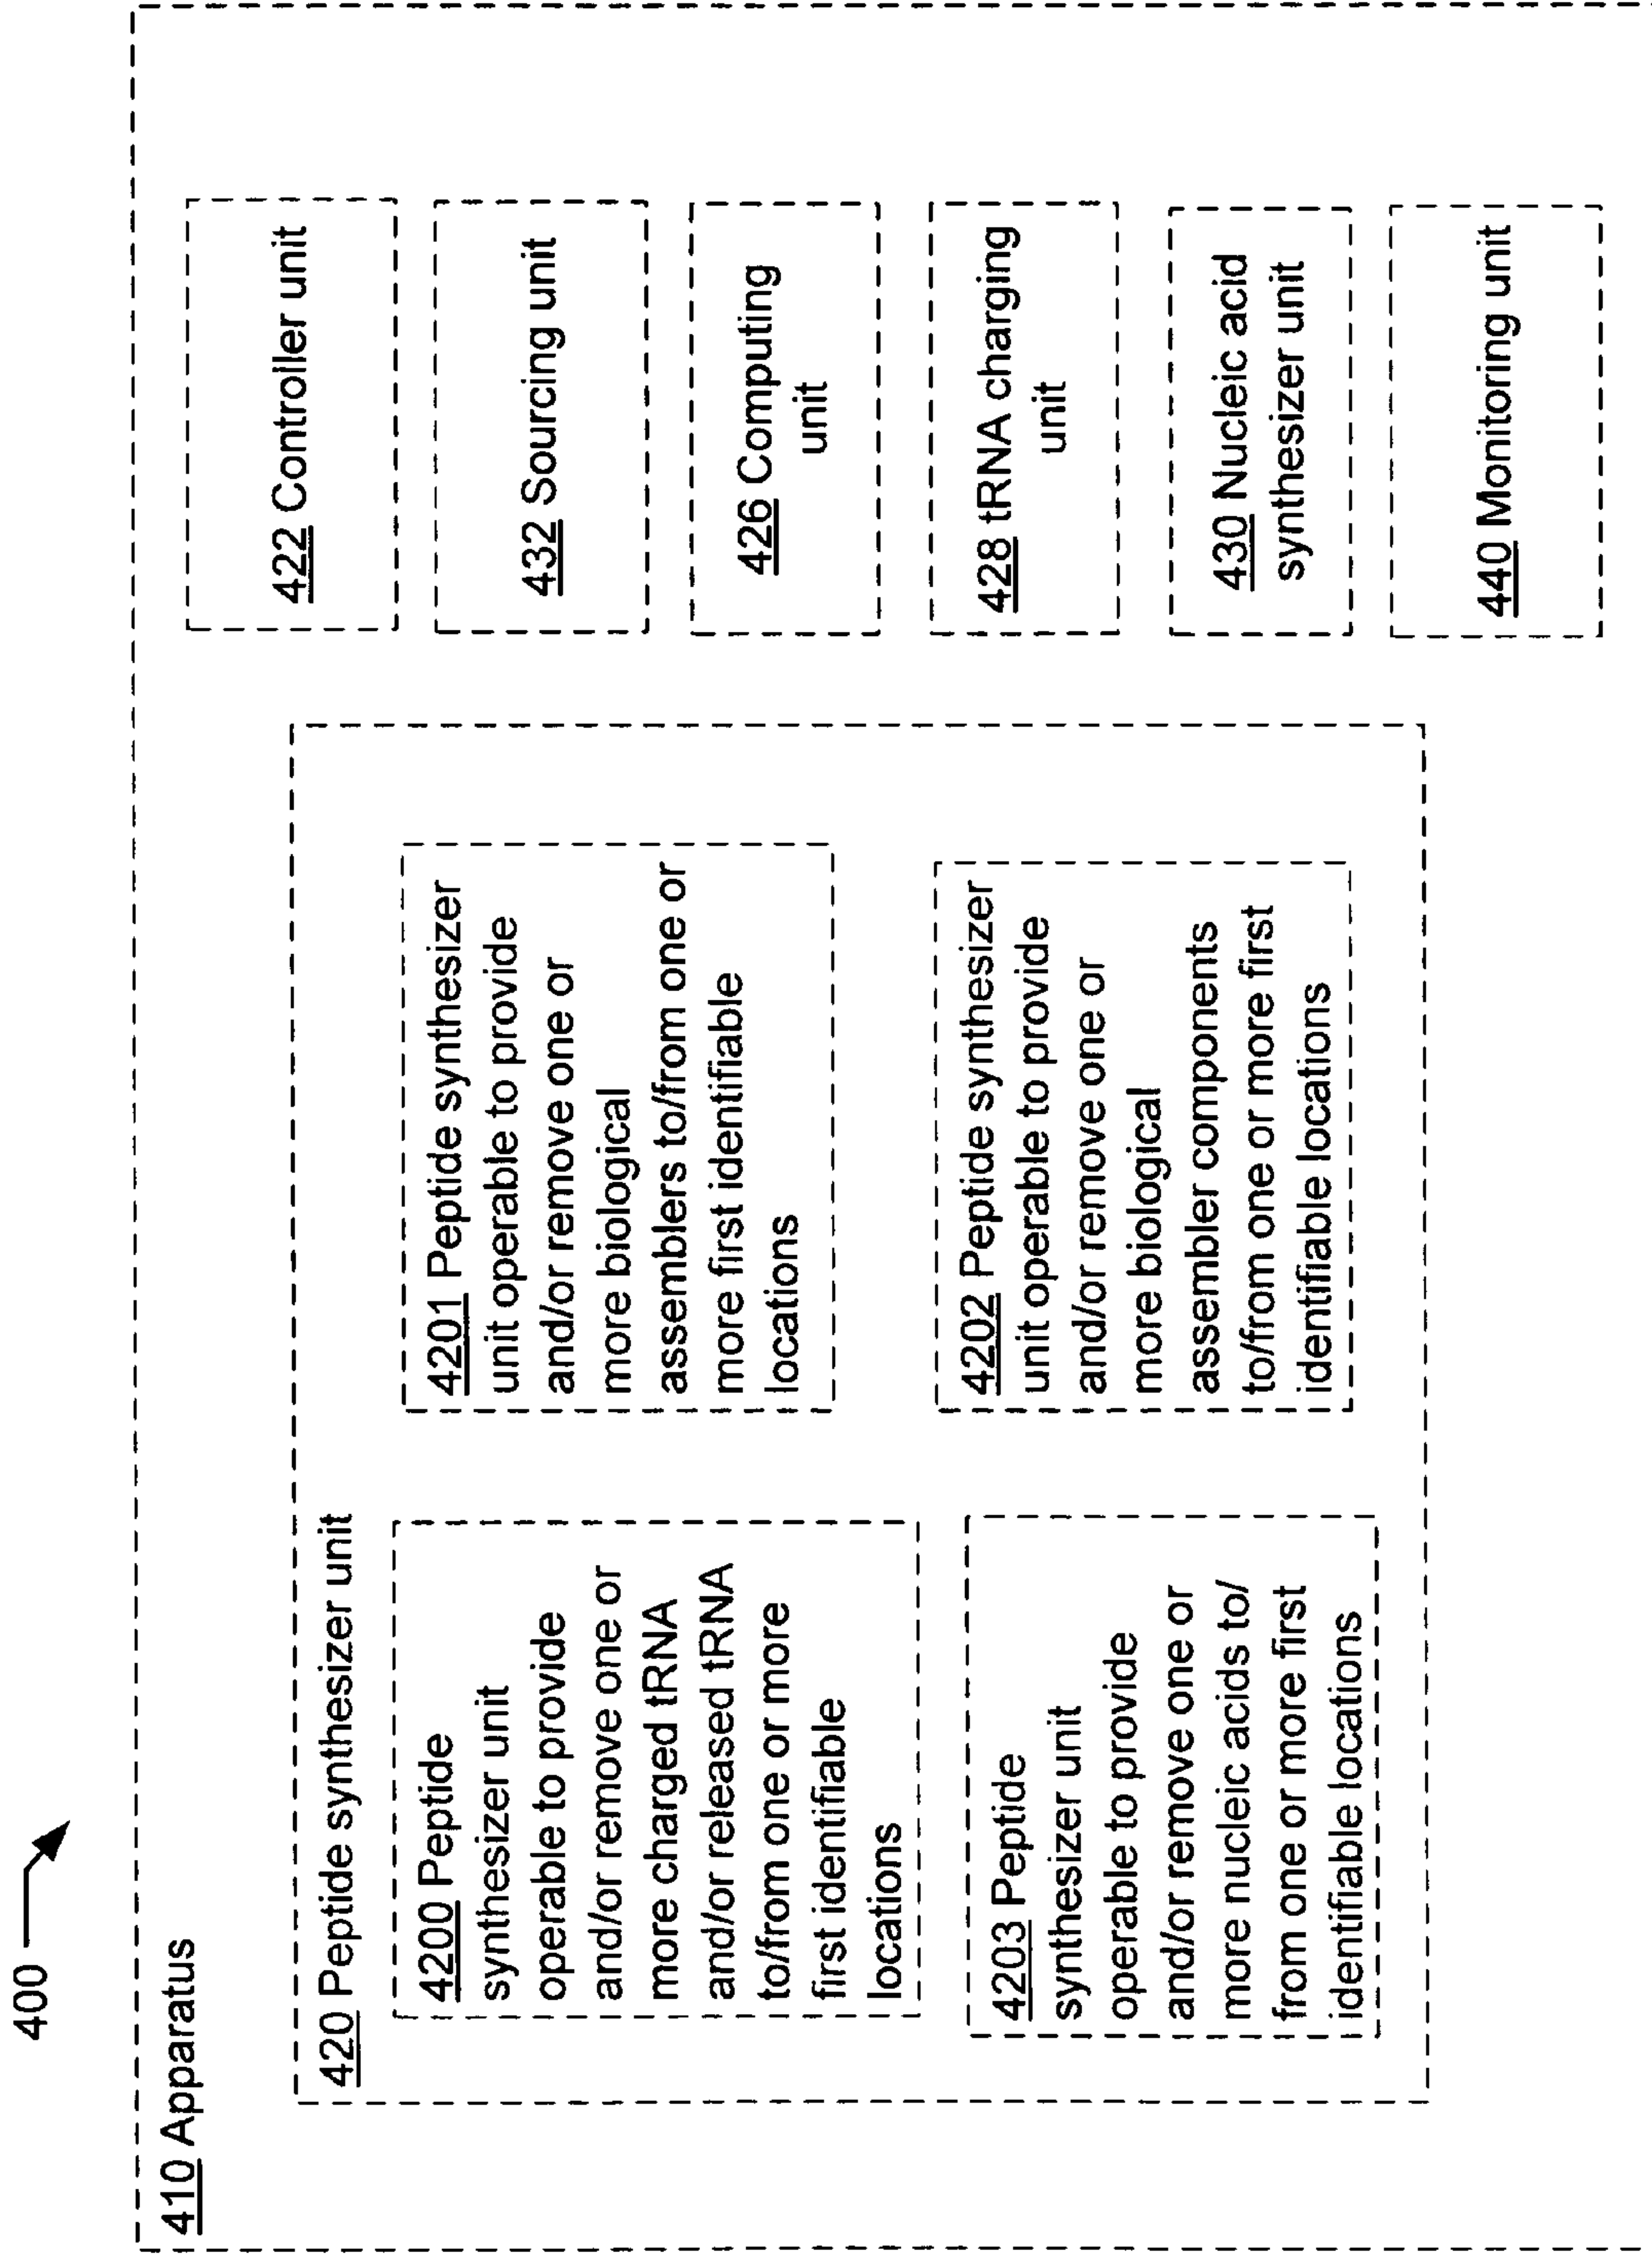 400
410 Apparatus
420 Peptide synthesizer unit
4200 Peptide
synthesizer unit
operable to provide
and/or remove one or
more charged tRNA
and/or released tRNA
to/from one or more
first identifiable
locations
4201 Peptide synthesizer
unit operable to provide
and/or remove one or
more biological
assemblers to/from one or
more first identifiable
locations
4203 Peptide
synthesizer unit
operable to provide
and/or remove one or
more nucleic acids to/
from one or more first
identifiable locations
4202 Peptide synthesizer
unit operable to provide
and/or remove one or
more biological
assembler components
to/from one or more first
identifiable locations
422 Controller unit
432 Sourcing unit
426 Computing
unit
428 tRNA charging
unit
430 Nucleic acid
synthesizer unit
440 Monitoring unit